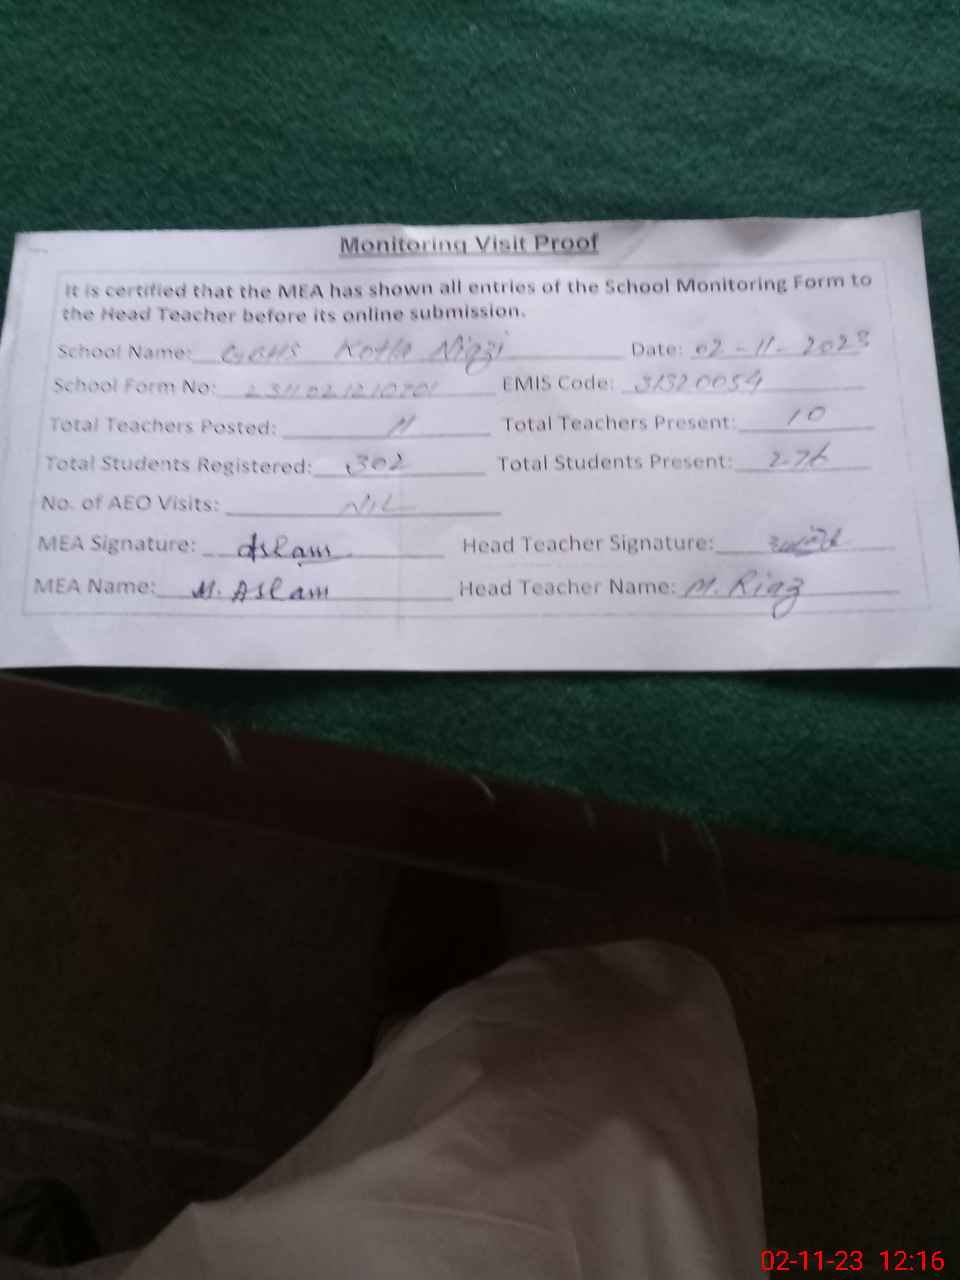 Monitoring Visit Proof
It is certified that the MEA has shown all entries of the School Monitoring Form to
the Head Teacher before its online submission.
School Name: Kotla Niazi Date: 02-11-2023
School Form No: EMIS Code: 31320054
Total Teachers Posted: 11 Total Teachers Present: 10
Total Students Registered: 302 Total Students Present: 276
No. of AEO Visits: NIL
MEA Signature: Aslam Head Teacher Signature:
MEA Name: M. Aslam Head Teacher Name: M. Riaz
02-11-23 12:16